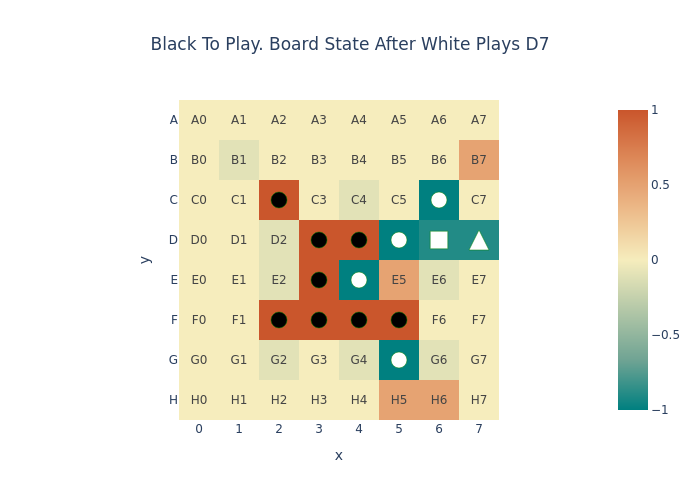 Black To Play. Board State After White Plays D7
A A0 A1 A2 A3 A4 A5 A6 A7
B B0 B1 B2 B3 B4 B5 B6 B7
C C0 C1 C3 C4 C5 C7
D D0 D1 D2
E E0 E1 E2 E5 E6 E7
F F0 F1 F6 F7
G G0 G1 G2 G3 G4 G6 G7
H H0 H1 H2 H3 H4 H5 H6 H7
0 1 2 3 4 5 6 7
x
y
1
0.5
0
−0.5
−1